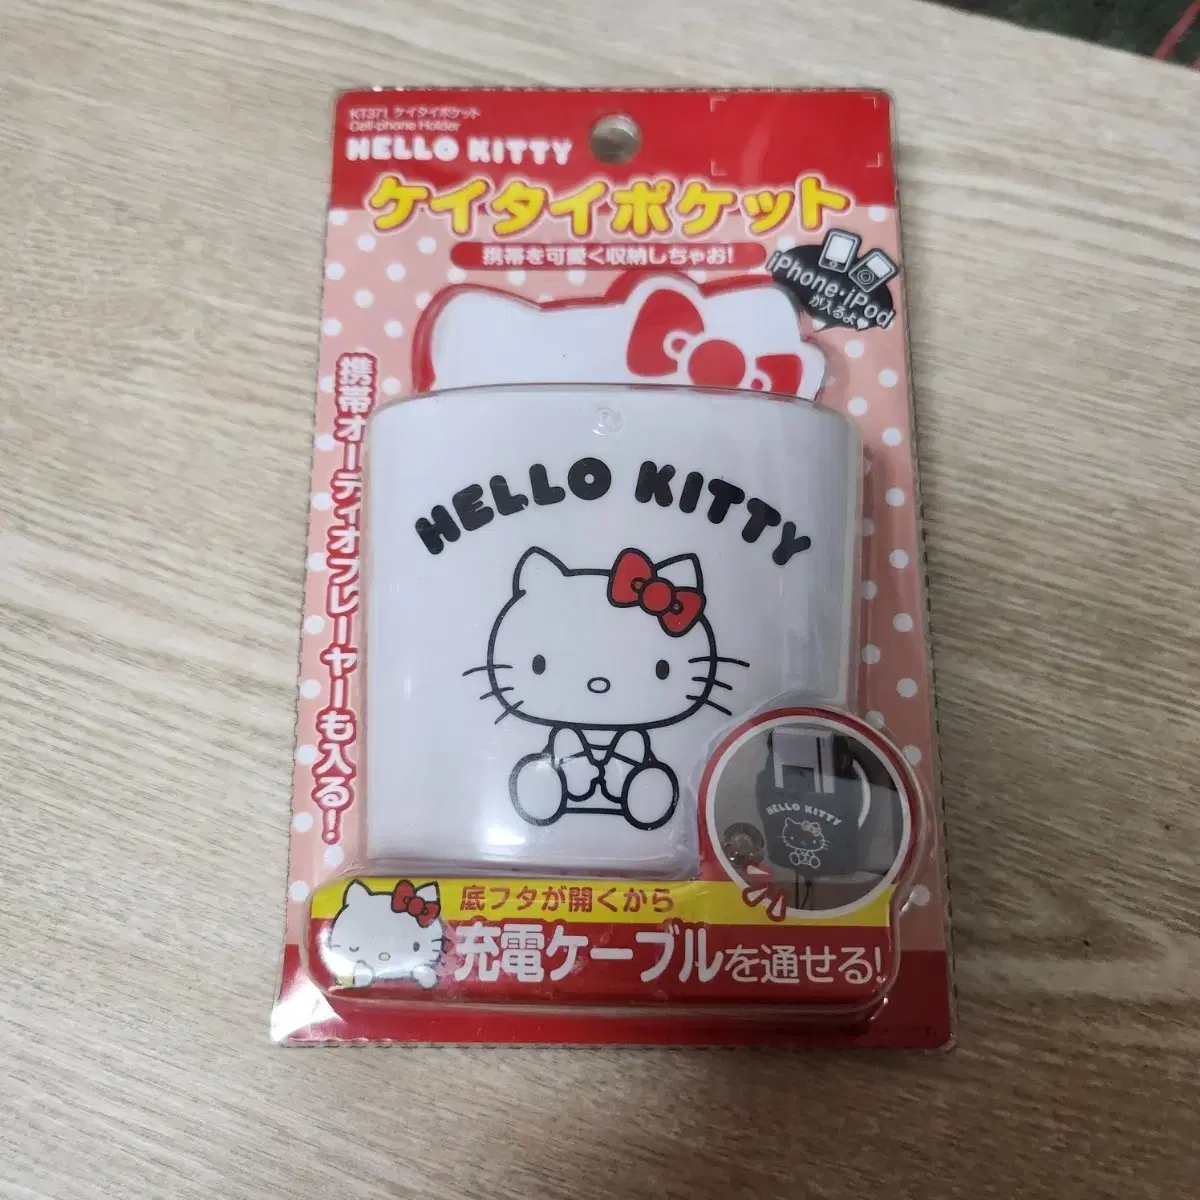 KT371 ケイタイポケット
Cell-phone Holder
HELLO KITTY
ケイタイポケット
携帯を可愛く収納しちゃお!
iPhone・iPod
が入るよ♥
携帯オーディオプレーヤーも入る!
HELLO KITTY
HELLO KITTY
底フタが開くから
充電ケーブルを通せる!